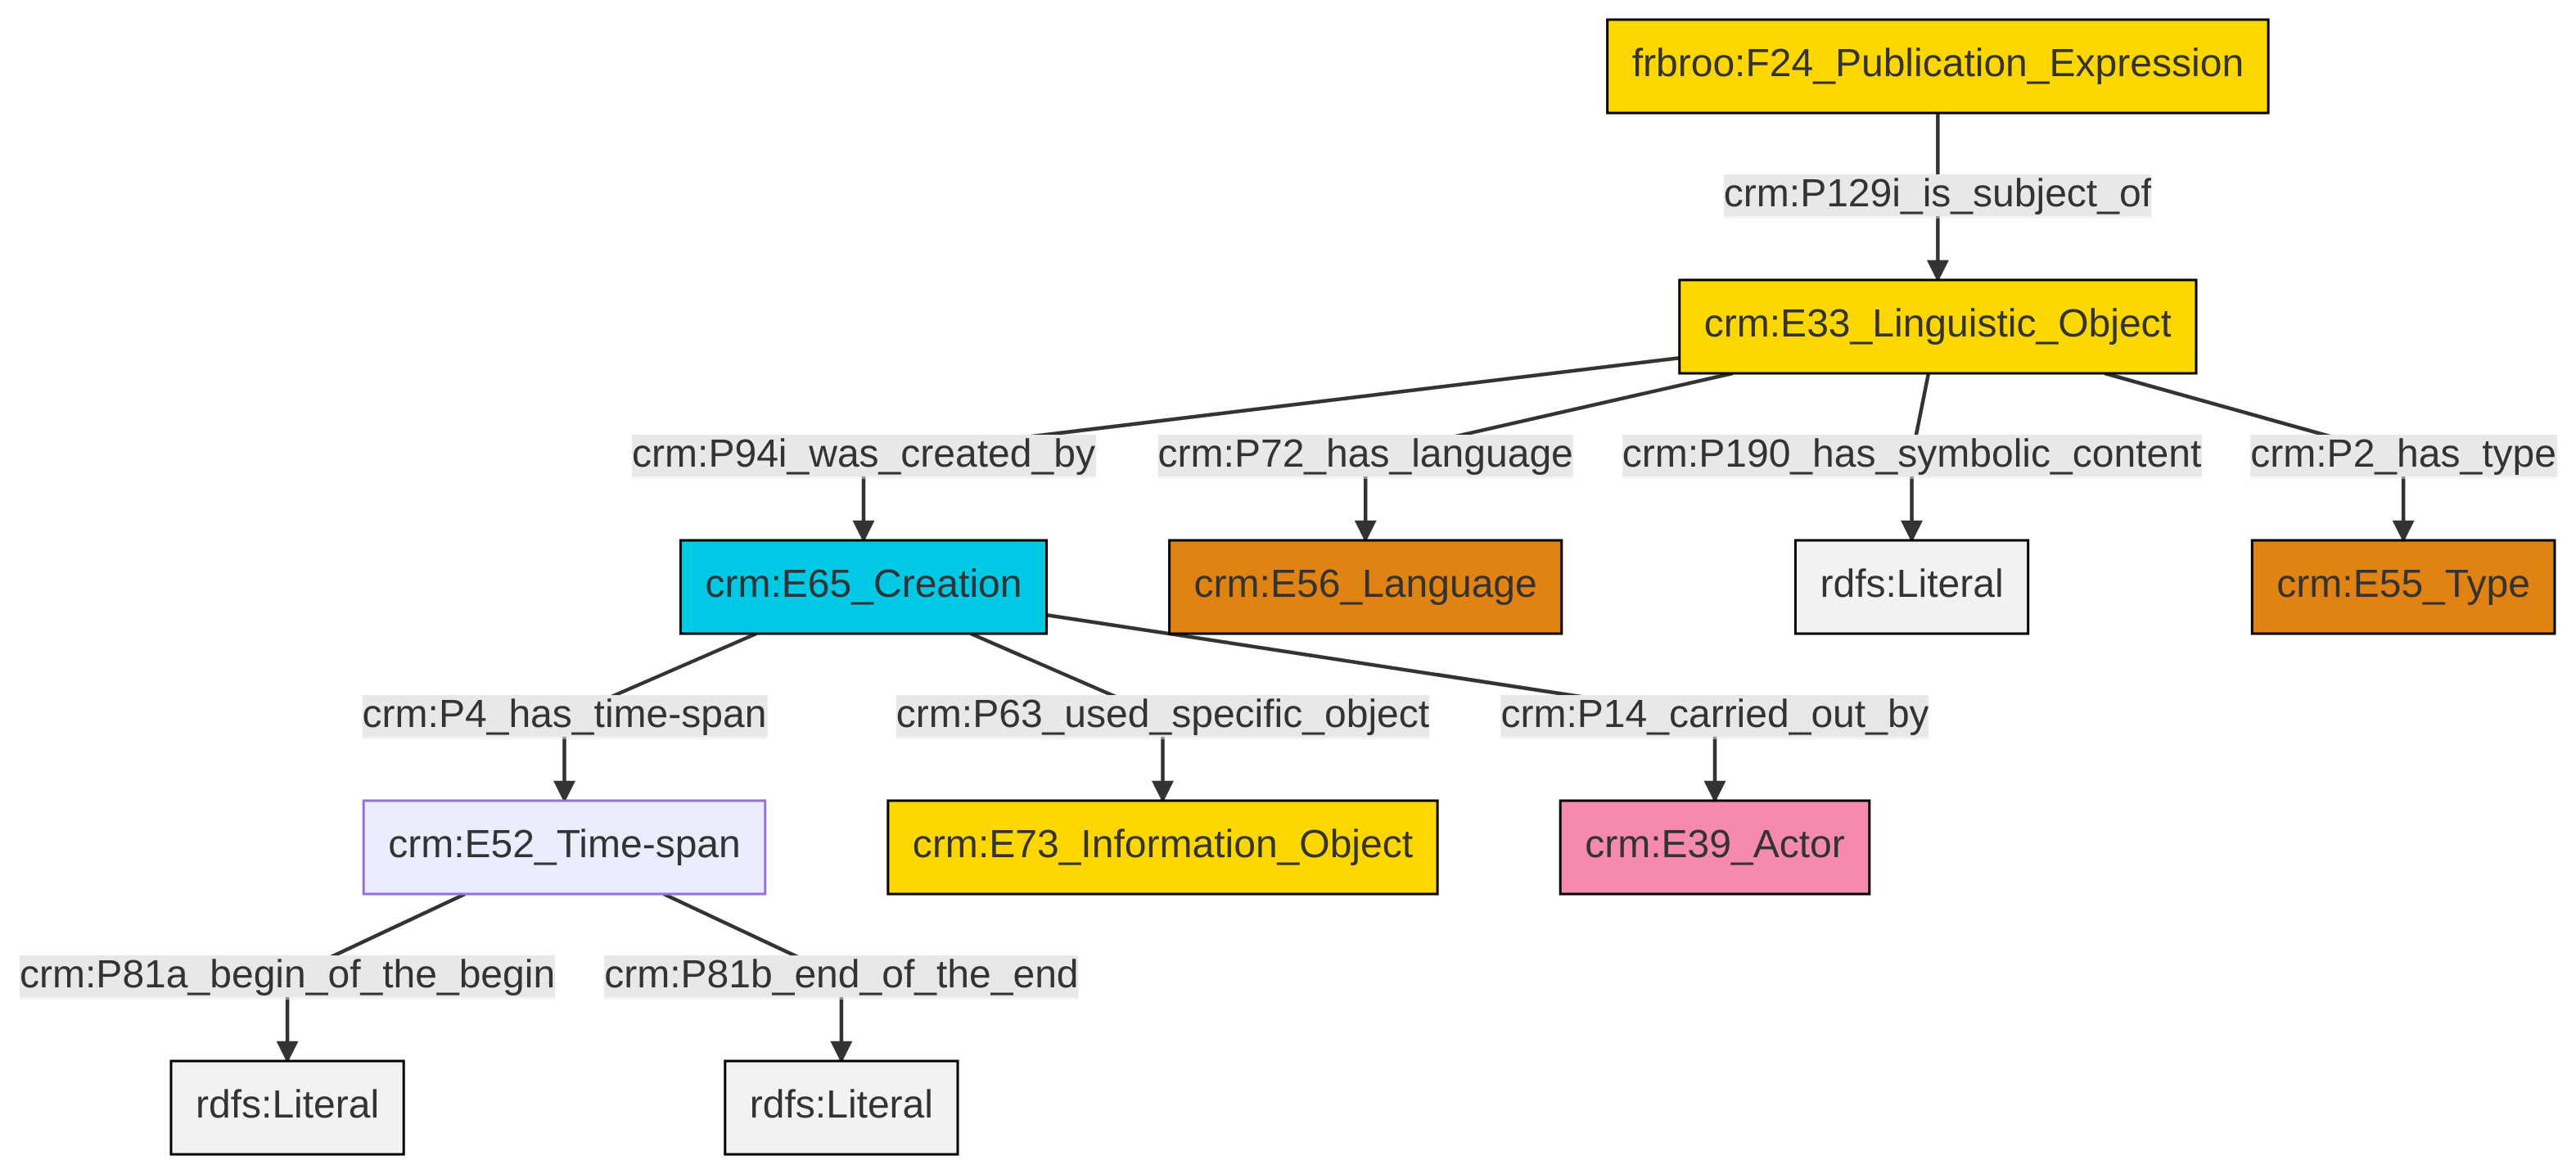 frbroo:F24_Publication_Expression
crm:P129i_is_subject_of
crm:E33_Linguistic_Object
crm:P94i_was_created_by
crm:P72_has_language
crm:P190_has_symbolic_content
crm:P2_has_type
crm:E65_Creation
crm:E56_Language
rdfs:Literal
crm:E55_Type
crm:P4_has_time-span
crm:P63_used_specific_object
crm:P14_carried_out_by
crm:E52_Time-span
crm:E73_Information_Object
crm:E39_Actor
crm:P81a_begin_of_the_begin
crm:P81b_end_of_the_end
rdfs:Literal
rdfs:Literal